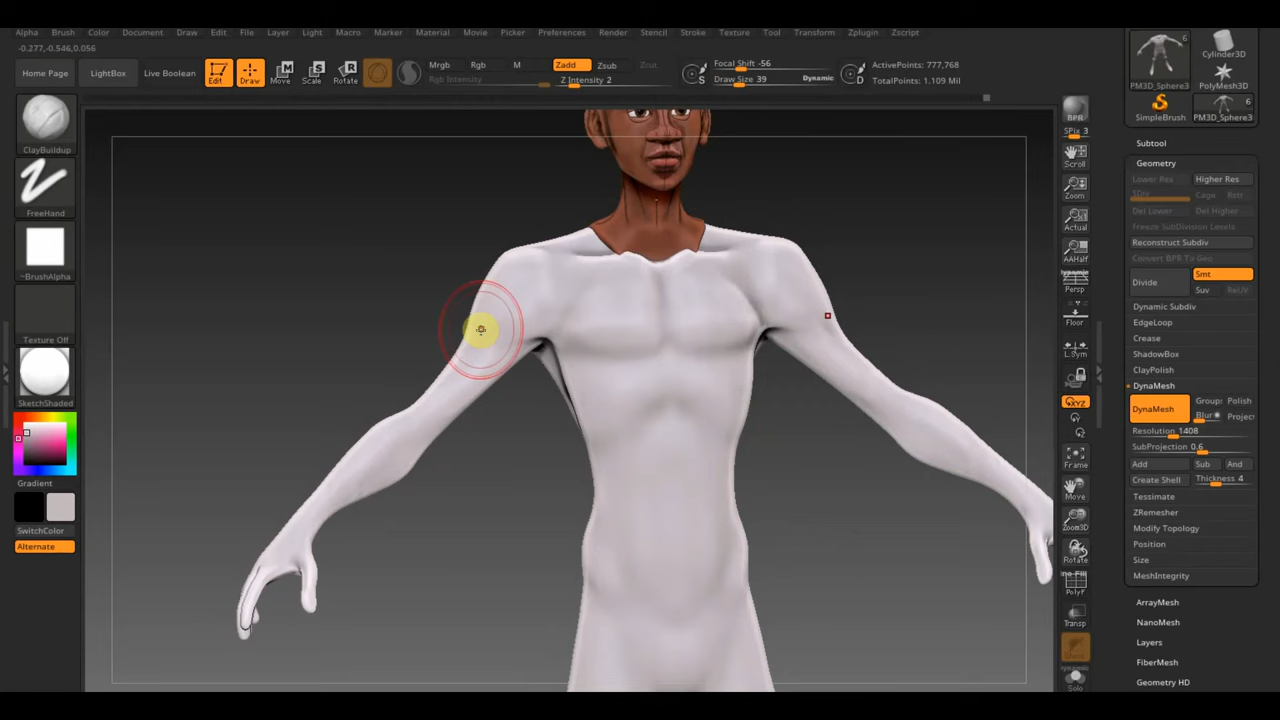 Alpha Brush Color Document Draw Edit File Layer Light Macro Marker Material Movie Picker Preferences Render Stencil Stroke Texture Tool Transform Zplugin Zscript
-0.277,-0.546,0.056
Home Page LightBox Live Boolean Edit Draw Move Scale Rotate
Mrgb Rgb M Zadd Zsub
Rgb Intensity Z Intensity 2
Focal Shift -56
Draw Size 39 Dynamic
ActivePoints: 777,768
TotalPoints: 1.109 Mil
ClayBuildup
FreeHand
~BrushAlpha
Texture Off
SketchShaded
Gradient
SwitchColor
Alternate
BPR
SPix 3
Scroll
Zoom
Actual
AAHalf
Persp
Floor
L.Sym
Frame
Move
Zoom3D
Rotate
PolyF
Transp
Solo
6
PM3D_Sphere3
Cylinder3D
PolyMesh3D
SimpleBrush
6
PM3D_Sphere3
Subtool
Geometry
Lower Res Higher Res
SDiv Cage Rstr
Del Lower Del Higher
Freeze SubDivision Levels
Reconstruct Subdiv
Convert BPR To Geo
Divide Smt
Suv ReUV
Dynamic Subdiv
EdgeLoop
Crease
ShadowBox
ClayPolish
DynaMesh
DynaMesh Groups Polish
Blur Project
Resolution 1408
SubProjection 0.6
Add Sub And
Create Shell Thickness 4
Tessimate
ZRemesher
Modify Topology
Position
Size
MeshIntegrity
ArrayMesh
NanoMesh
Layers
FiberMesh
Geometry HD